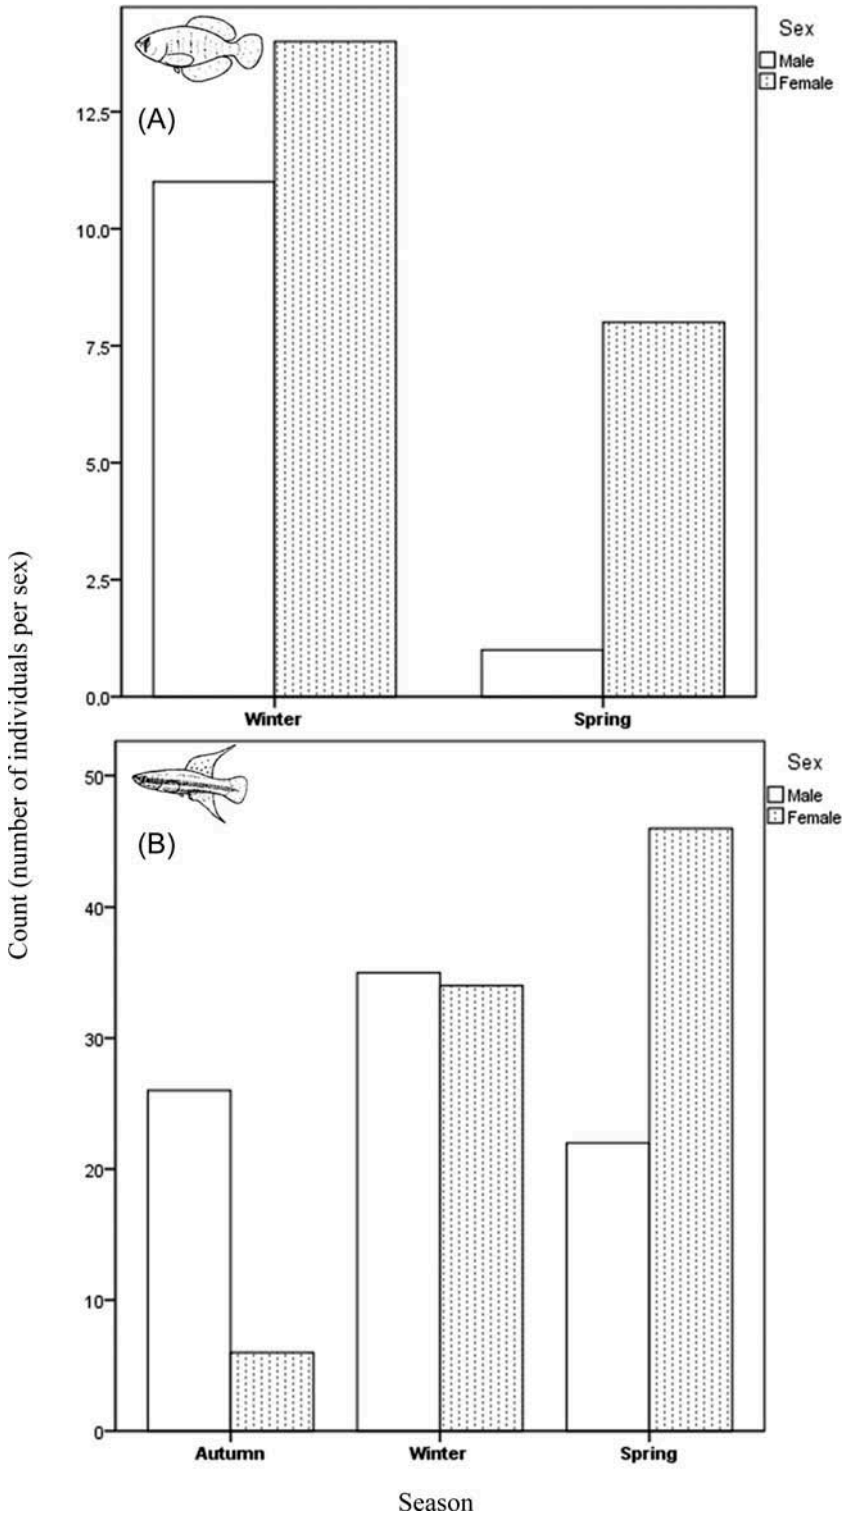 Sex
Male
Female
(A)
12.5
10.0
7.5
5.0
2.5
0.0
Winter Spring
Count (number of individuals per sex)
Sex
Male
Female
(B)
50
40
30
20
10
0
Autumn Winter Spring
Season